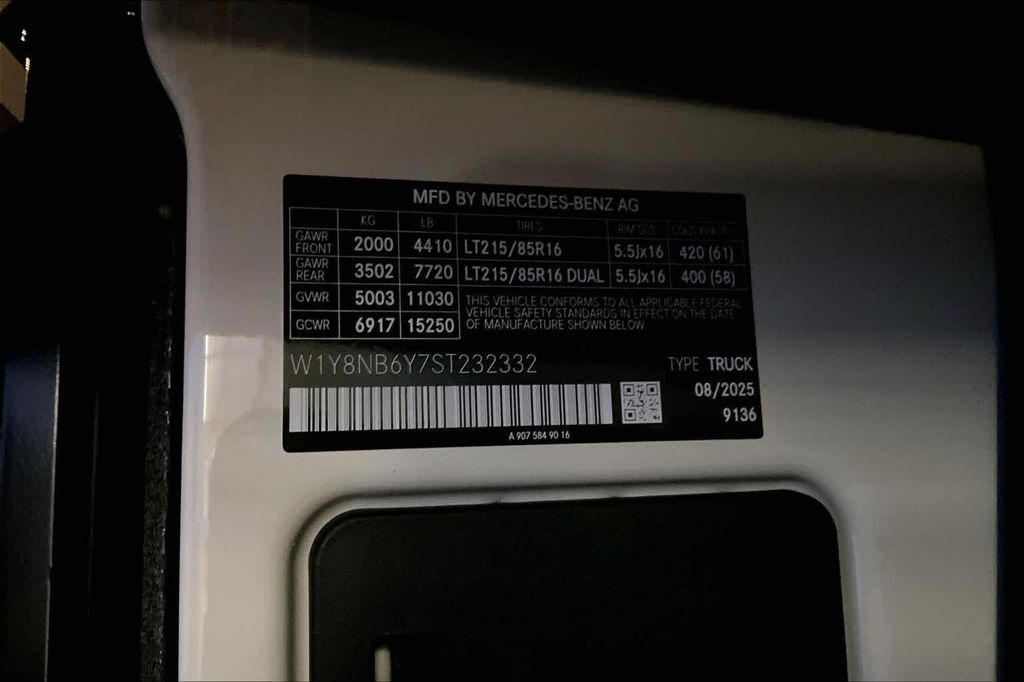 MFD BY MERCEDES-BENZ AG
KG LB TIRES RIM SIZE
GAWR FRONT 2000 4410 LT215/85R16 5.5Jx16 420 (61)
GAWR REAR 3502 7720 LT215/85R16 DUAL 5.5Jx16 400 (58)
GVWR 5003 11030
GCWR 6917 15250
THIS VEHICLE CONFORMS TO ALL APPLICABLE FEDERAL
VEHICLE SAFETY STANDARDS IN EFFECT ON THE DATE
OF MANUFACTURE SHOWN BELOW
W1Y8NB6Y7ST232332
TYPE TRUCK
08/2025
9136
A 907 584 90 16